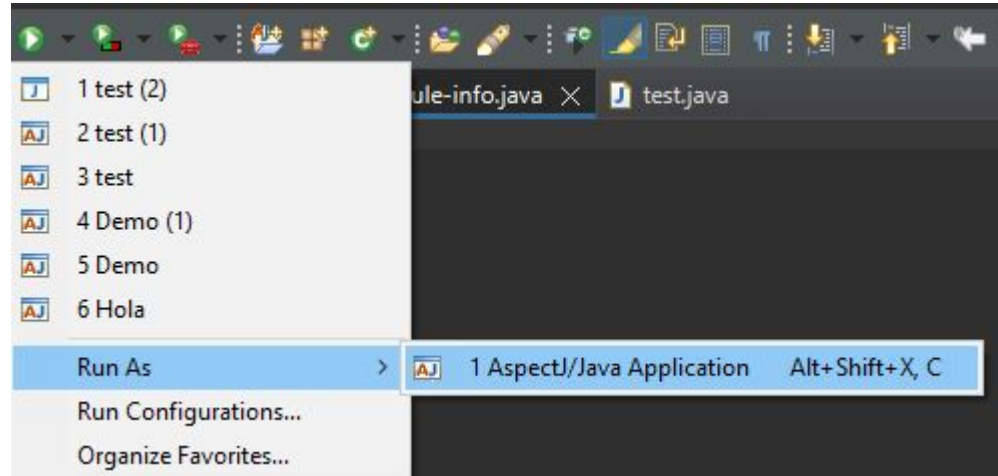 ule-info.java
test.java
1 test (2)
2 test (1)
3 test
4 Demo (1)
5 Demo
6 Hola
Run As
1 AspectJ/Java Application Alt+Shift+X, C
Run Configurations...
Organize Favorites...